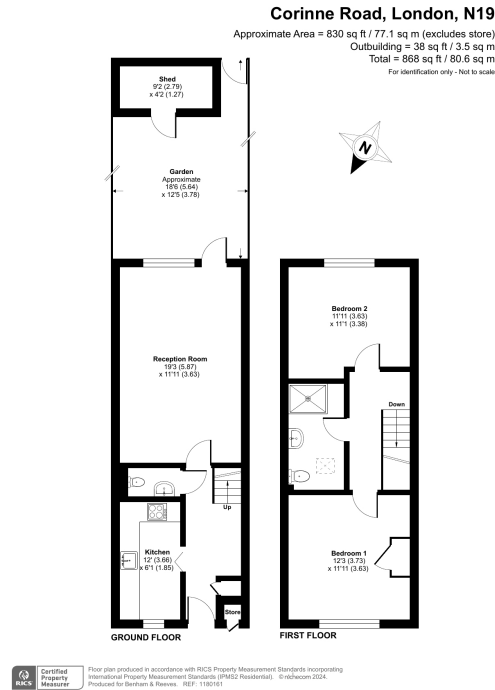 Corinne Road, London, N19
Approximate Area = 830 sq ft / 77.1 sq m (excludes store)
Outbuilding = 38 sq ft / 3.5 sq m
Total = 868 sq ft / 80.6 sq m
For identification only - Not to scale
Shed
9'2 (2.79)
x 4'2 (1.27)
N
Garden
Approximate
18'6 (5.64)
x 12'5 (3.78)
Bedroom 2
11'11 (3.63)
x 11'1 (3.38)
Reception Room
19'3 (5.87)
x 11'11 (3.63)
Down
Up
Kitchen
12' (3.66)
x 6'1 (1.85)
Bedroom 1
12'3 (3.73)
x 11'11 (3.63)
Store
GROUND FLOOR
FIRST FLOOR
RICS
Certified
Property
Measurer
Floor plan produced in accordance with RICS Property Measurement Standards incorporating
International Property Measurement Standards (IPMS2 Residential). © nichecom 2024.
Produced for Benham & Reeves. REF: 1180161